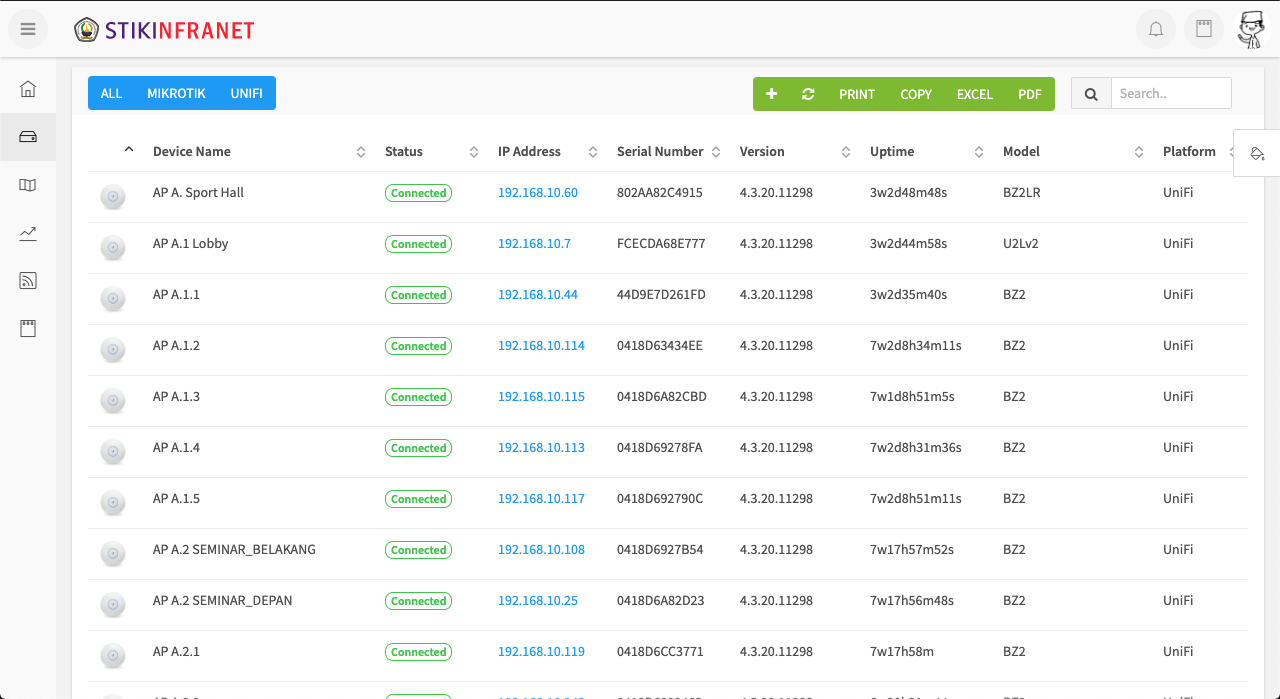 STIKINFRANET
ALL MIKROTIK UNIFI PRINT COPY EXCEL PDF Search..
Device Name Status IP Address Serial Number Version Uptime Model Platform
AP A. Sport Hall Connected 192.168.10.60 802AA82C4915 4.3.20.11298 3w2d48m48s BZ2LR UniFi
AP A.1 Lobby Connected 192.168.10.7 FCECDA68E777 4.3.20.11298 3w2d44m58s U2Lv2 UniFi
AP A.1.1 Connected 192.168.10.44 44D9E7D261FD 4.3.20.11298 3w2d35m40s BZ2 UniFi
AP A.1.2 Connected 192.168.10.114 0418D63434EE 4.3.20.11298 7w2d8h34m11s BZ2 UniFi
AP A.1.3 Connected 192.168.10.115 0418D6A82CBD 4.3.20.11298 7w1d8h51m5s BZ2 UniFi
AP A.1.4 Connected 192.168.10.113 0418D69278FA 4.3.20.11298 7w2d8h31m36s BZ2 UniFi
AP A.1.5 Connected 192.168.10.117 0418D692790C 4.3.20.11298 7w2d8h51m11s BZ2 UniFi
AP A.2 SEMINAR_BELAKANG Connected 192.168.10.108 0418D6927B54 4.3.20.11298 7w17h57m52s BZ2 UniFi
AP A.2 SEMINAR_DEPAN Connected 192.168.10.25 0418D6A82D23 4.3.20.11298 7w17h56m48s BZ2 UniFi
AP A.2.1 Connected 192.168.10.119 0418D6CC3771 4.3.20.11298 7w17h58m BZ2 UniFi